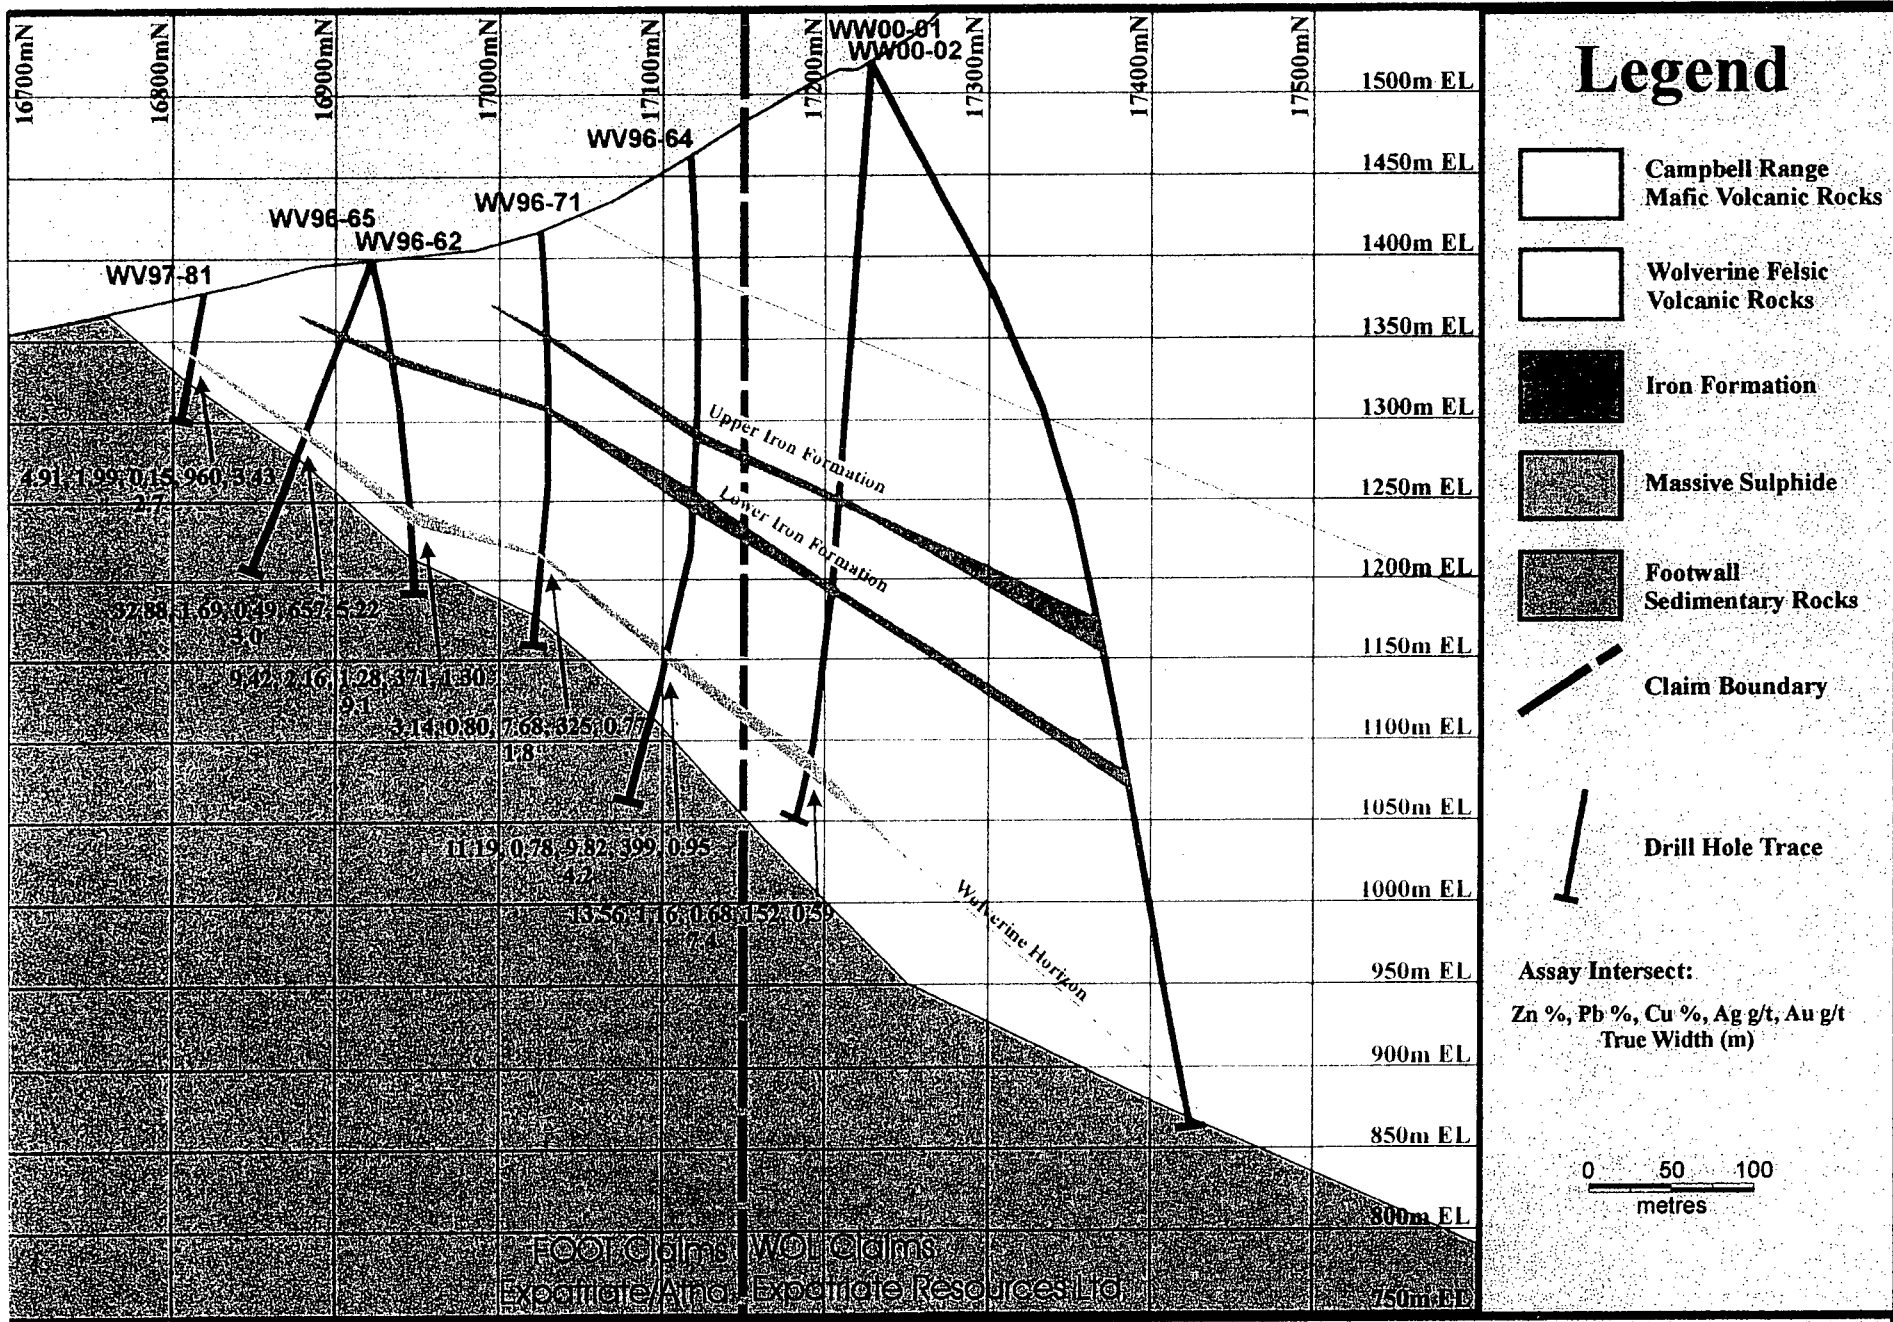 16700mN
16800mN
16900mN
17000mN
17100mN
17200mN
17300mN
17400mN
17500mN
WW00-01
WW00-02
WV96-64
WV96-71
WV96-65
WV96-62
WV97-81
1500m EL
1450m EL
1400m EL
1350m EL
1300m EL
1250m EL
1200m EL
1150m EL
1100m EL
1050m EL
1000m EL
950m EL
900m EL
850m EL
800m EL
750m EL
Upper Iron Formation
Lower Iron Formation
Wolverine Horizon
4.91, 1.99, 0.15, 960, 3.43
2.7
32.88, 1.69, 0.49, 657, 5.22
3.0
9.42, 2.16, 1.28, 371, 1.30
9.1
3.14, 0.80, 7.68, 325, 0.77
1.8
11.19, 0.78, 9.82, 399, 0.95
4.2
13.56, 1.16, 0.68, 152, 0.59
7.4
FOOT Claims
WOL Claims
Expatriate/Atna
Expatriate Resources Ltd.
Legend
Campbell Range
Mafic Volcanic Rocks
Wolverine Felsic
Volcanic Rocks
Iron Formation
Massive Sulphide
Footwall
Sedimentary Rocks
Claim Boundary
Drill Hole Trace
Assay Intersect:
Zn %, Pb %, Cu %, Ag g/t, Au g/t
True Width (m)
0 50 100
metres